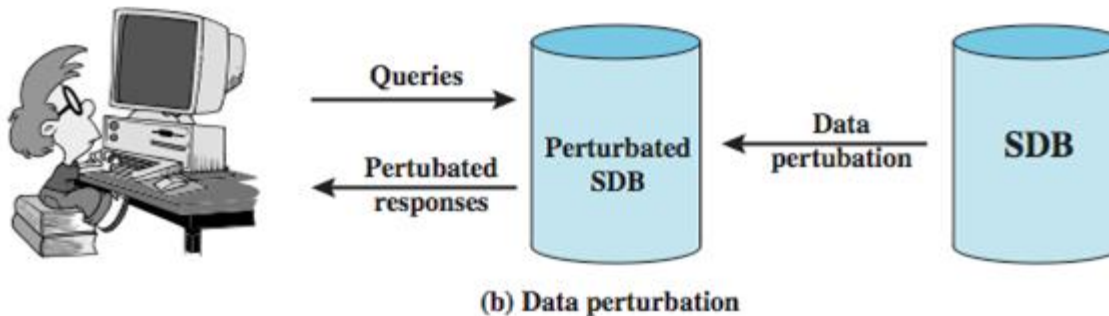 Queries
Pertubated
responses
Perturbated
SDB
Data
pertubation
SDB
(b) Data perturbation